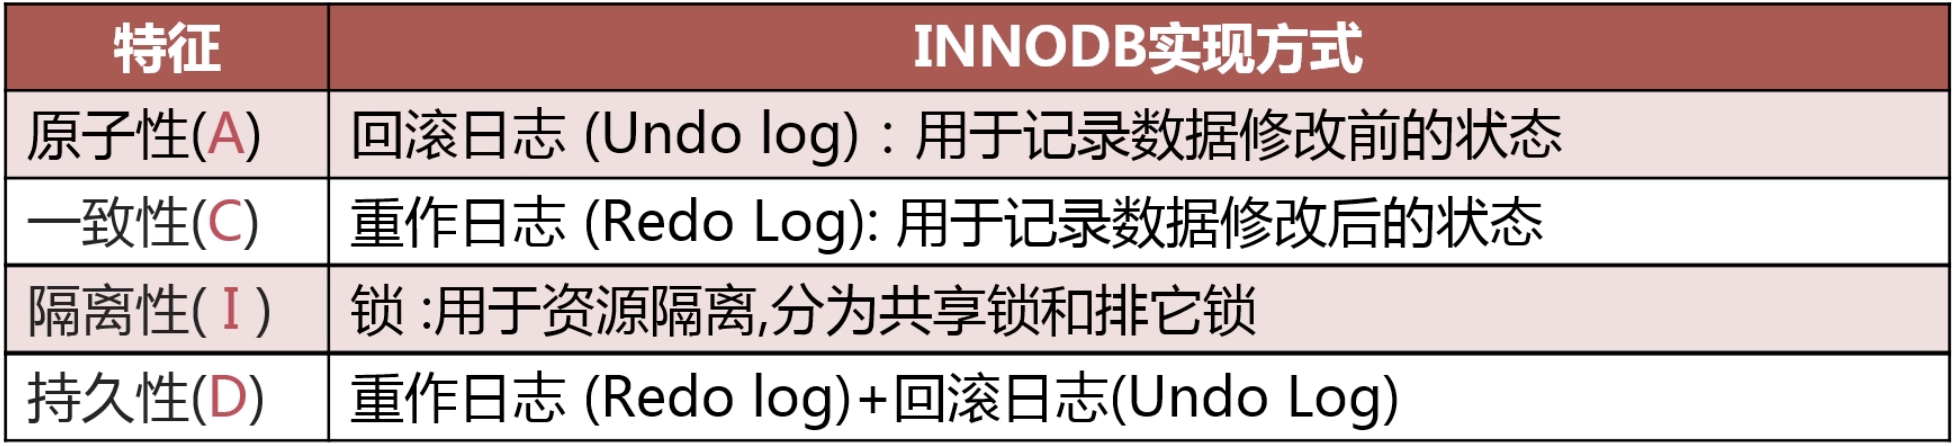 特征 INNODB实现方式
原子性(A) 回滚日志 (Undo log)：用于记录数据修改前的状态
一致性(C) 重作日志 (Redo Log): 用于记录数据修改后的状态
隔离性( I ) 锁 :用于资源隔离,分为共享锁和排它锁
持久性(D) 重作日志 (Redo log)+回滚日志(Undo Log)